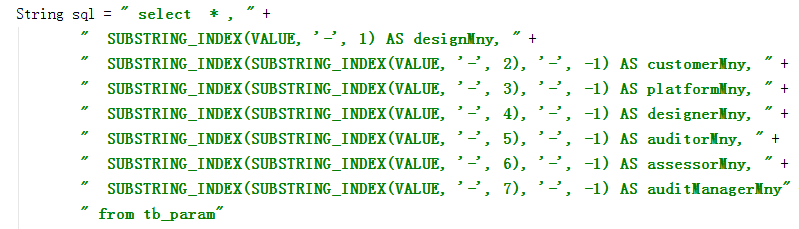 String sql = " select  * , " +
"  SUBSTRING_INDEX(VALUE, '-', 1) AS designMny, " +
"  SUBSTRING_INDEX(SUBSTRING_INDEX(VALUE, '-', 2), '-', -1) AS customerMny, " +
"  SUBSTRING_INDEX(SUBSTRING_INDEX(VALUE, '-', 3), '-', -1) AS platformMny, " +
"  SUBSTRING_INDEX(SUBSTRING_INDEX(VALUE, '-', 4), '-', -1) AS designerMny, " +
"  SUBSTRING_INDEX(SUBSTRING_INDEX(VALUE, '-', 5), '-', -1) AS auditorMny, " +
"  SUBSTRING_INDEX(SUBSTRING_INDEX(VALUE, '-', 6), '-', -1) AS assessorMny, " +
"  SUBSTRING_INDEX(SUBSTRING_INDEX(VALUE, '-', 7), '-', -1) AS auditManagerMny"
" from tb_param"